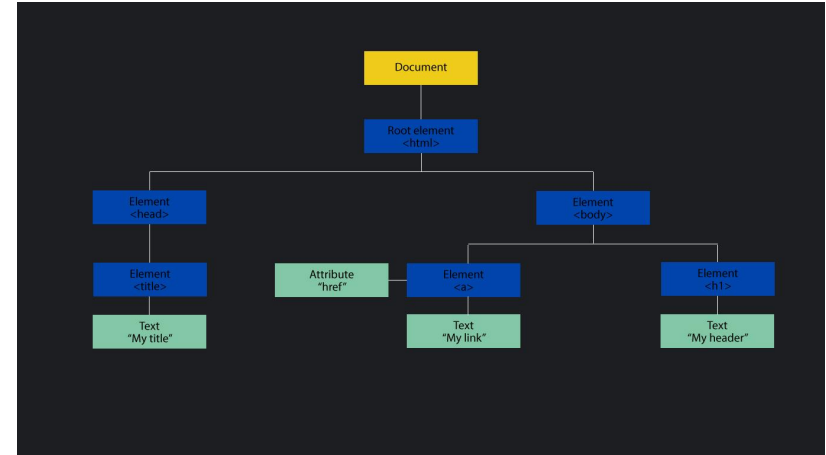 Document
Root element
<html>
Element
<head>
Element
<body>
Element
<title>
Attribute
“href”
Element
<a>
Element
<h1>
Text
“My title”
Text
“My link”
Text
“My header”